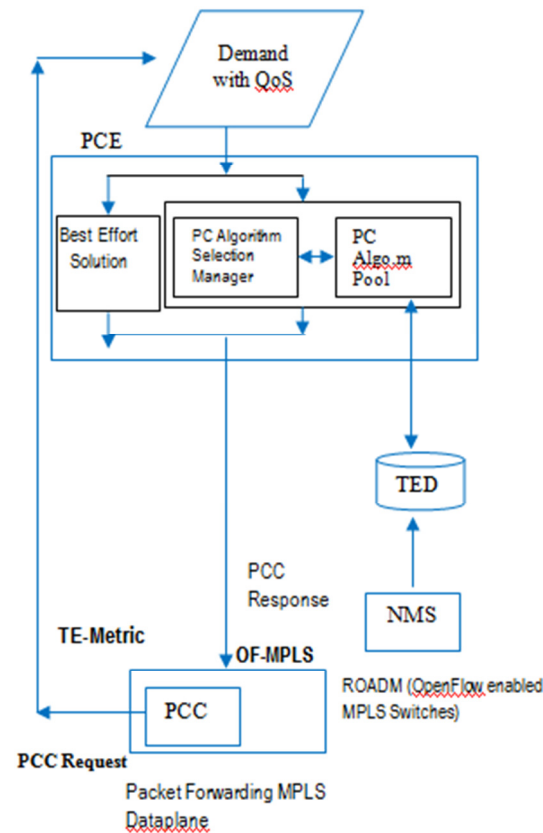 Demand
with QoS
PCE
Best Effort
Solution
PC Algorithm
Selection
Manager
PC
Algo.m
Pool
TED
NMS
PCC
Response
TE-Metric
OF-MPLS
ROADM (OpenFlow enabled
MPLS Switches)
PCC
PCC Request
Packet Forwarding MPLS
Dataplane